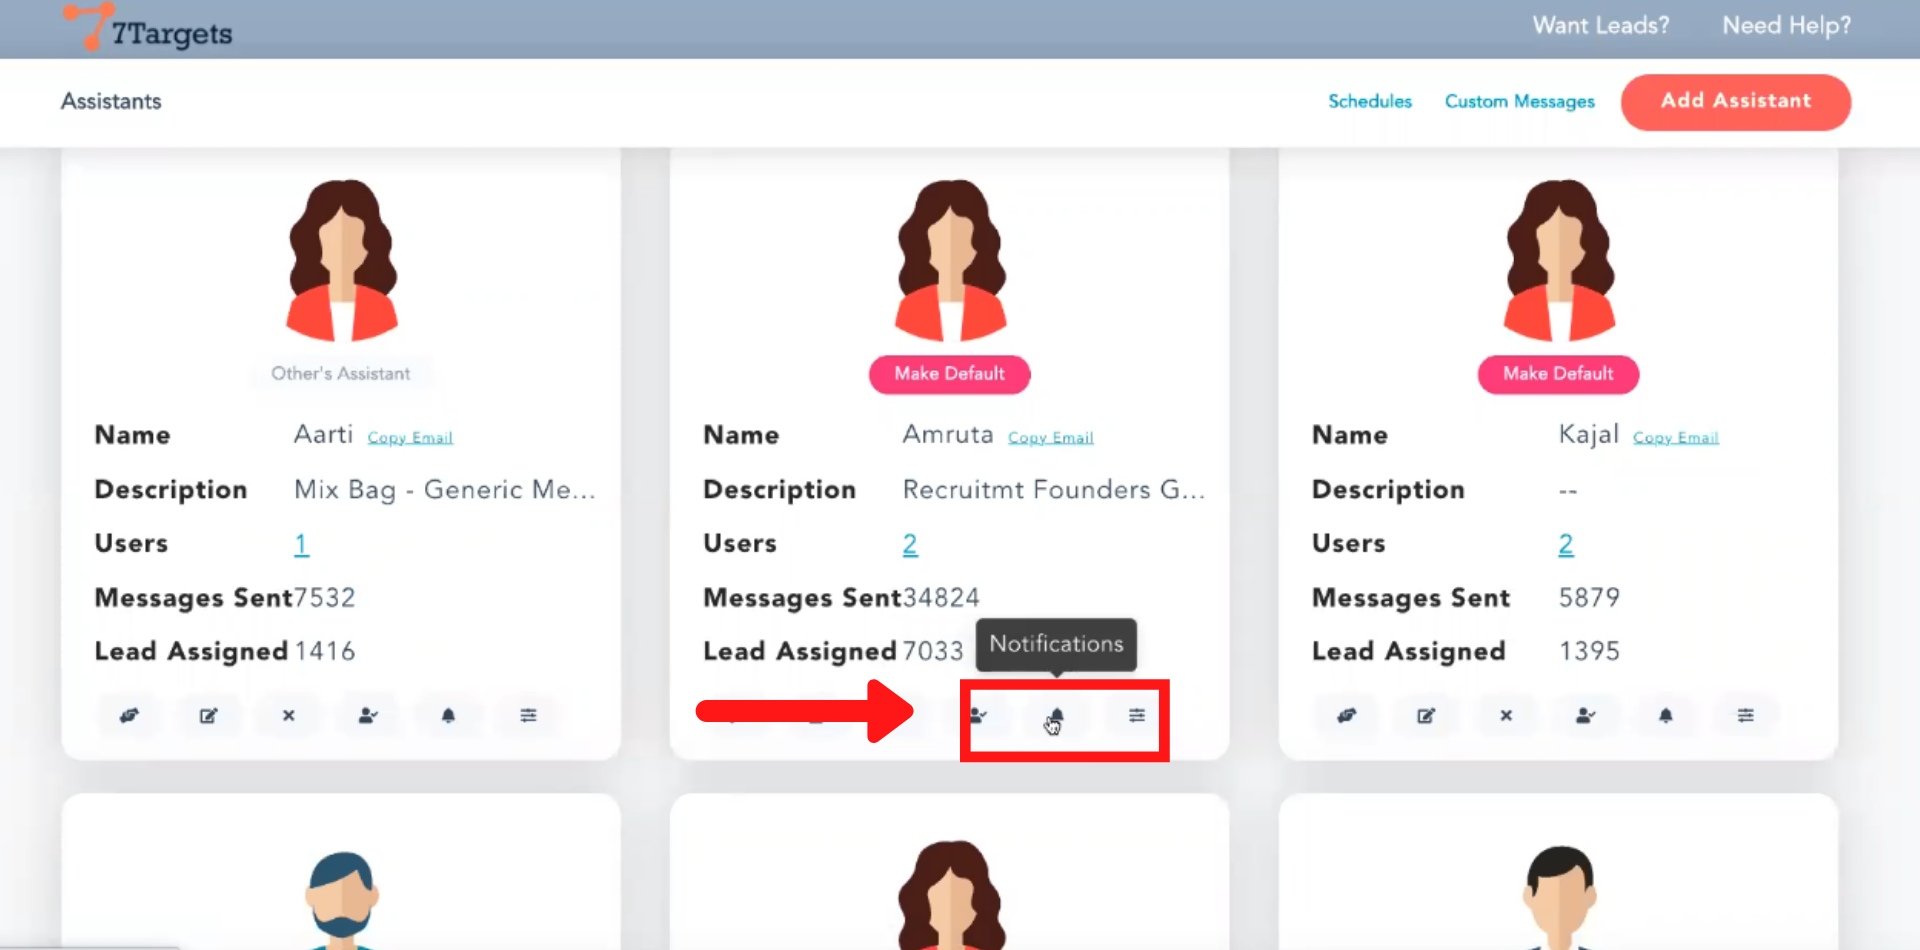 7Targets
Want Leads?
Need Help?
Assistants
Schedules
Custom Messages
Add Assistant
Other's Assistant
Name Aarti Copy Email
Description Mix Bag - Generic Me...
Users 1
Messages Sent 7532
Lead Assigned 1416
Make Default
Name Amruta Copy Email
Description Recruitmt Founders G...
Users 2
Messages Sent 34824
Lead Assigned 7033
Notifications
Make Default
Name Kajal Copy Email
Description --
Users 2
Messages Sent 5879
Lead Assigned 1395